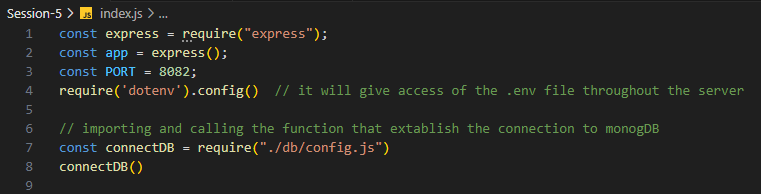 Session-5 > JS index.js > ...
1 const express = require("express");
2 const app = express();
3 const PORT = 8082;
4 require('dotenv').config()  // it will give access of the .env file throughout the server
5
6 // importing and calling the function that extablish the connection to monogDB
7 const connectDB = require("./db/config.js")
8 connectDB()
9